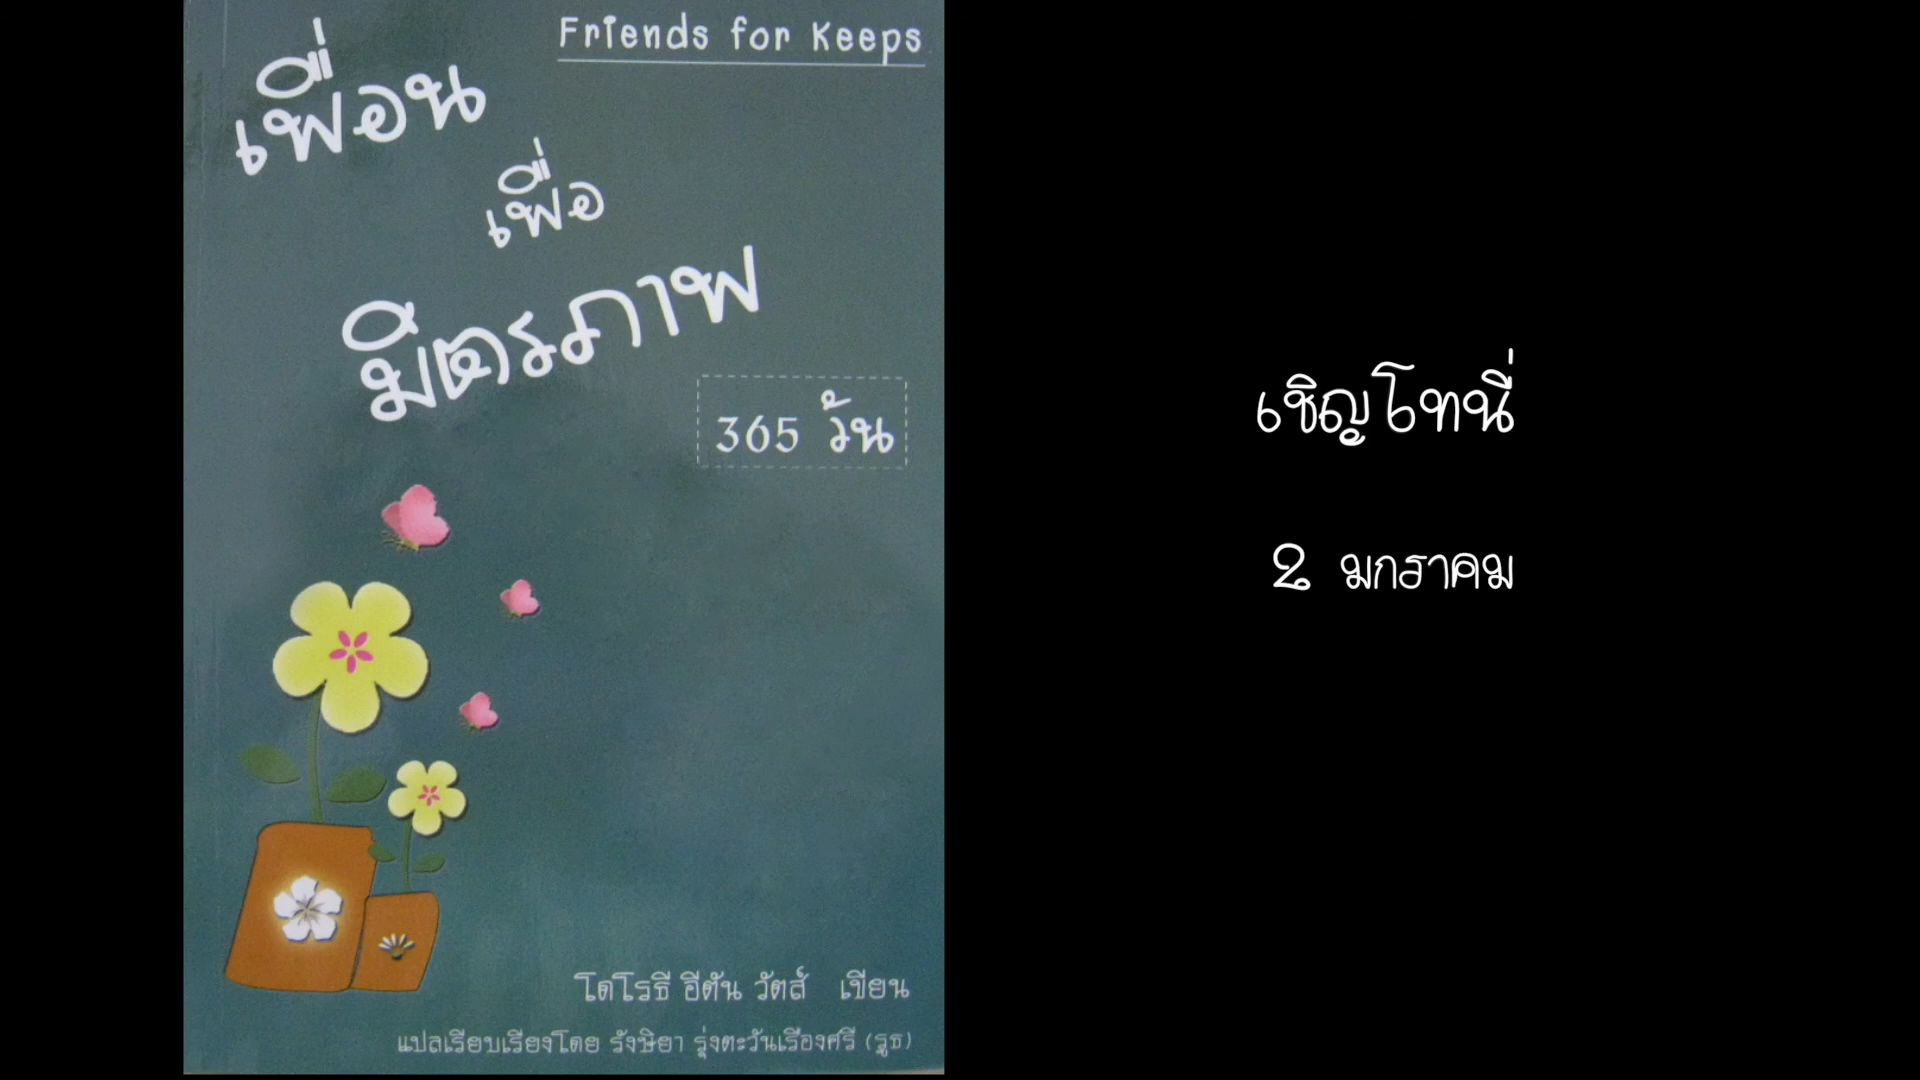 Friends for Keeps
เพื่อน
เพื่อ
มิตรภาพ
365 วัน
โดโรธี อีตัน วัตส์ เขียน
แปลเรียบเรียงโดย รังษิยา รุ่งตะวันเรืองศรี (รูธ)
เชิญโทนี่
2 มกราคม